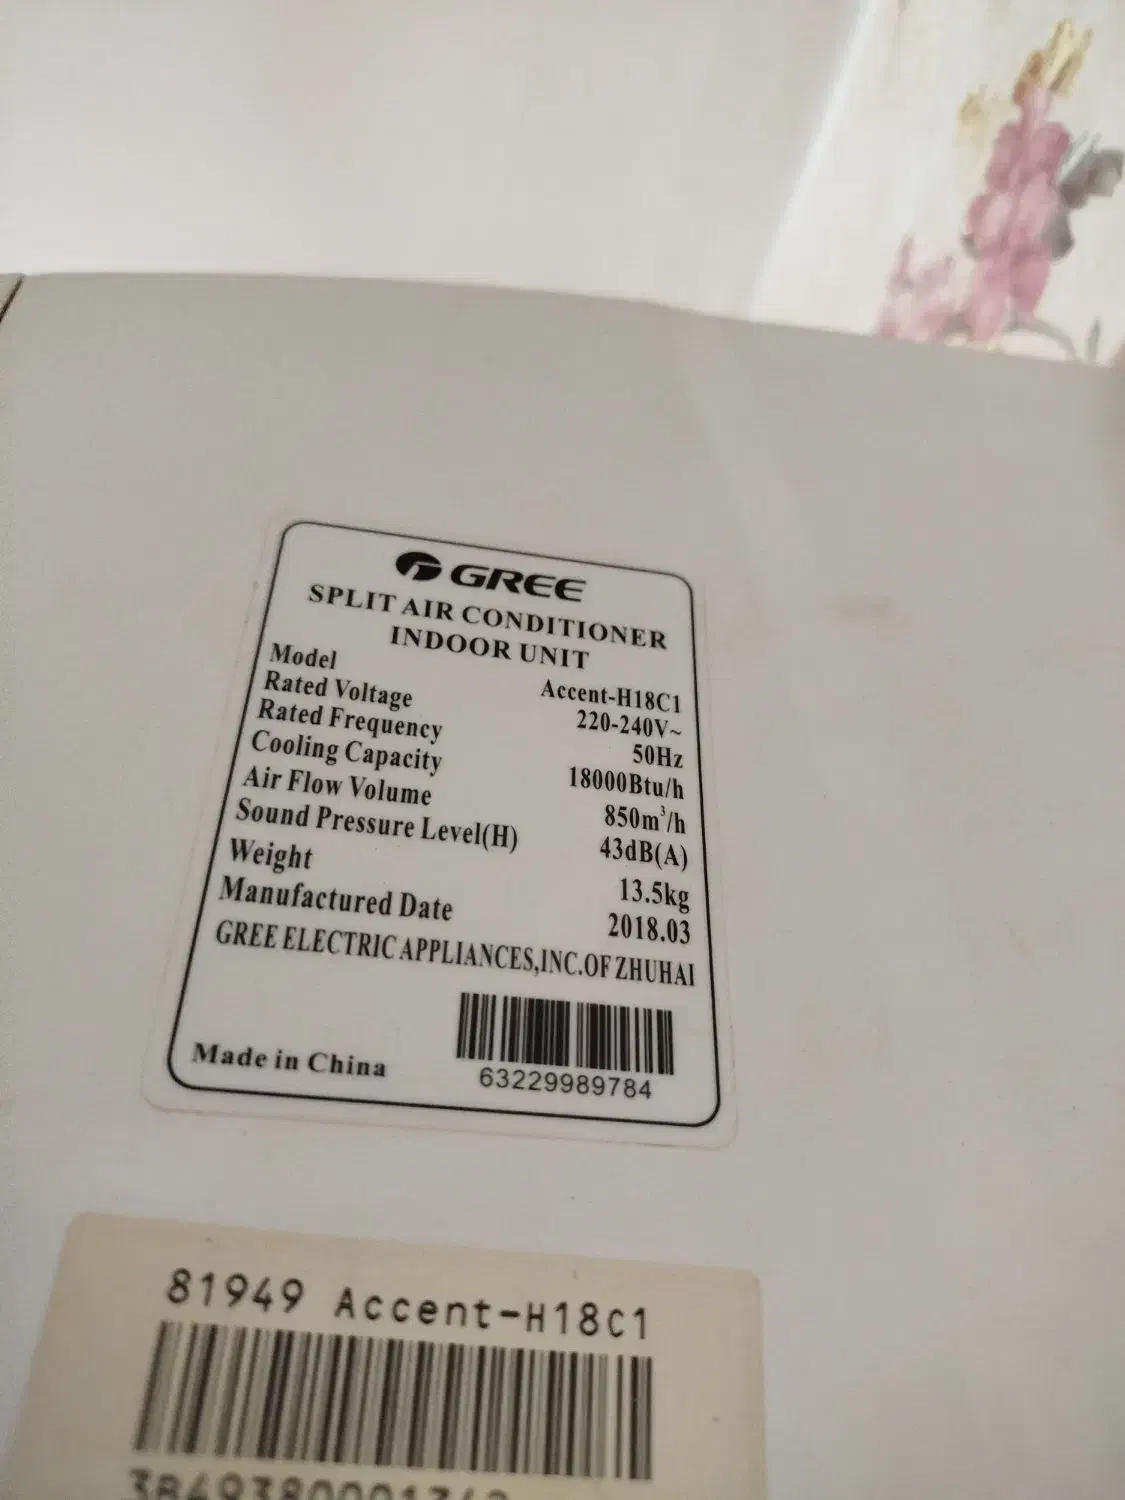 GREE
SPLIT AIR CONDITIONER
INDOOR UNIT
Model Accent-H18C1
Rated Voltage 220-240V~
Rated Frequency 50Hz
Cooling Capacity 18000Btu/h
Air Flow Volume 850m³/h
Sound Pressure Level(H) 43dB(A)
Weight 13.5kg
Manufactured Date 2018.03
GREE ELECTRIC APPLIANCES,INC.OF ZHUHAI
Made in China
63229989784
81949 Accent-H18C1